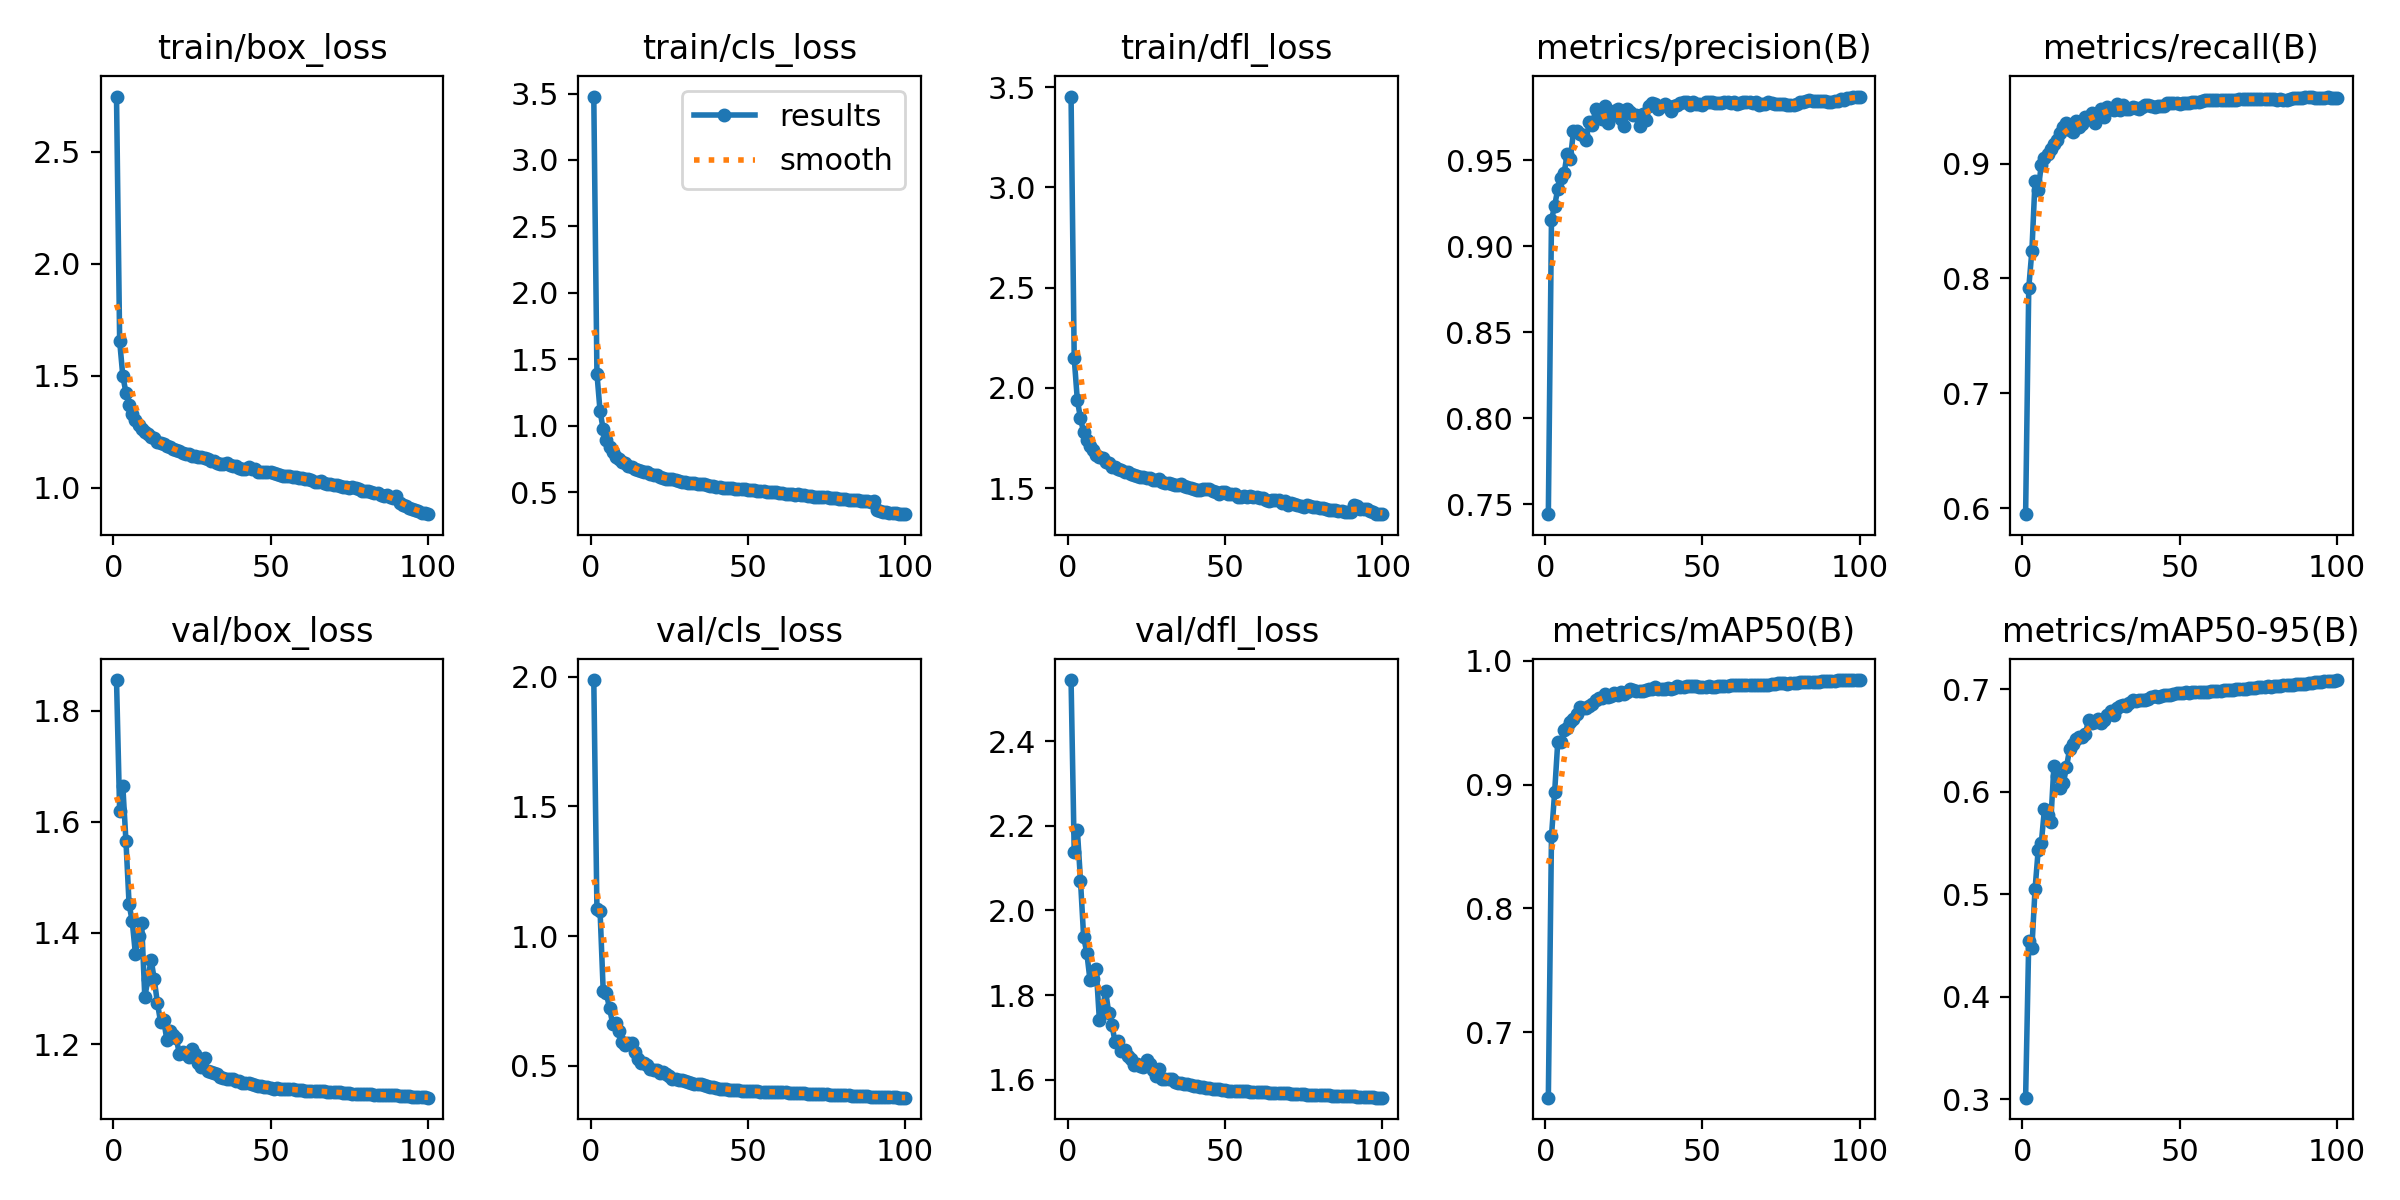 train/box_loss
2.5
2.0
1.5
1.0
0 50 100
train/cls_loss
results
smooth
3.5
3.0
2.5
2.0
1.5
1.0
0.5
0 50 100
train/dfl_loss
3.5
3.0
2.5
2.0
1.5
0 50 100
metrics/precision(B)
0.95
0.90
0.85
0.80
0.75
0 50 100
metrics/recall(B)
0.9
0.8
0.7
0.6
0 50 100
val/box_loss
1.8
1.6
1.4
1.2
0 50 100
val/cls_loss
2.0
1.5
1.0
0.5
0 50 100
val/dfl_loss
2.4
2.2
2.0
1.8
1.6
0 50 100
metrics/mAP50(B)
1.0
0.9
0.8
0.7
0 50 100
metrics/mAP50-95(B)
0.7
0.6
0.5
0.4
0.3
0 50 100